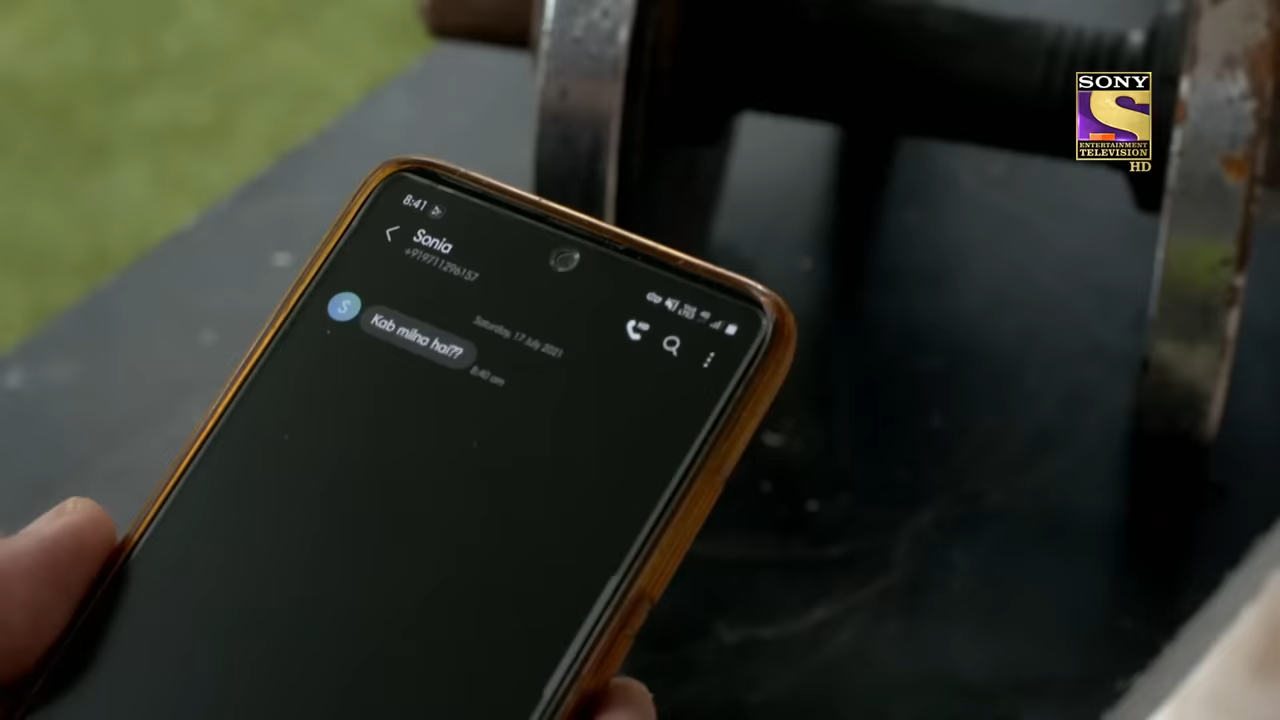 SONY
ENTERTAINMENT
TELEVISION
HD
8:41
Sonia
+919711296157
Saturday, 17 July 2021
S
Kab milna hai??
8:40 am